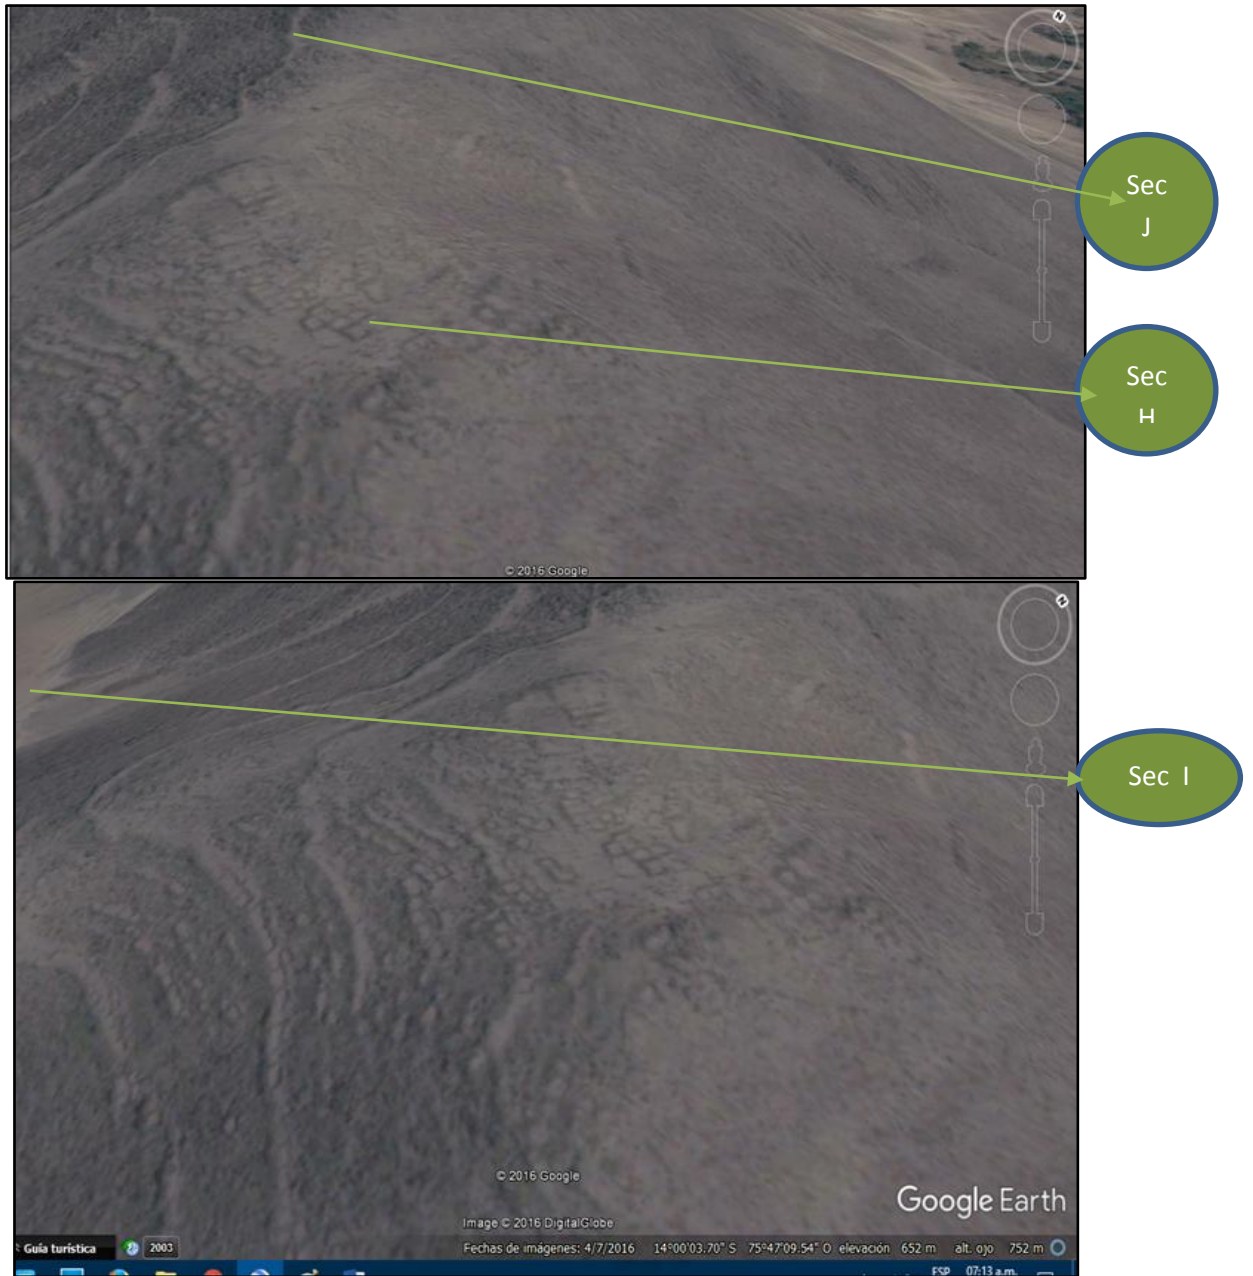 N
Sec
J
Sec
H
© 2016 Google
N
Sec I
© 2016 Google
Google Earth
Image © 2016 DigitalGlobe
Guía turística
2003
Fechas de imágenes: 4/7/2016 14°00'03.70" S 75°47'09.54" O elevación 652 m alt. ojo 752 m
ESP 07:13 a.m.